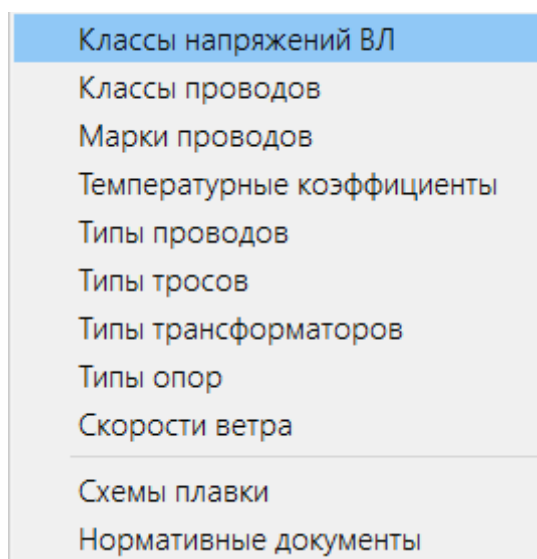 Классы напряжений ВЛ
Классы проводов
Марки проводов
Температурные коэффициенты
Типы проводов
Типы тросов
Типы трансформаторов
Типы опор
Скорости ветра
Схемы плавки
Нормативные документы